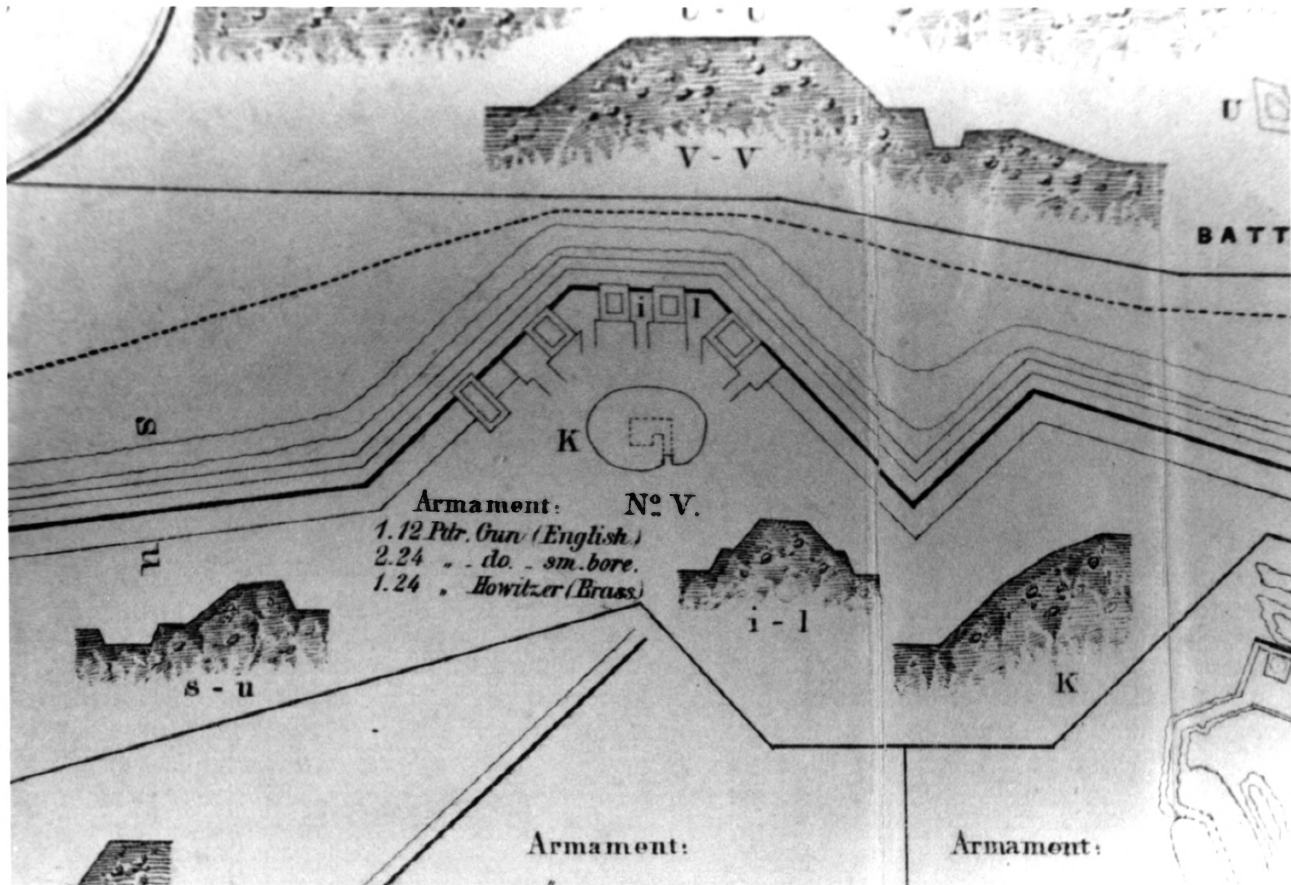 U - U
V - V
U
BATT
i l
s
K
Armament: Nº V.
1.12 Pdr. Gun (English)
2.24 „ . do. . sm. bore.
1.24 „ Howitzer (Brass)
u
i - l
s - u
K
Armament:
Armament: